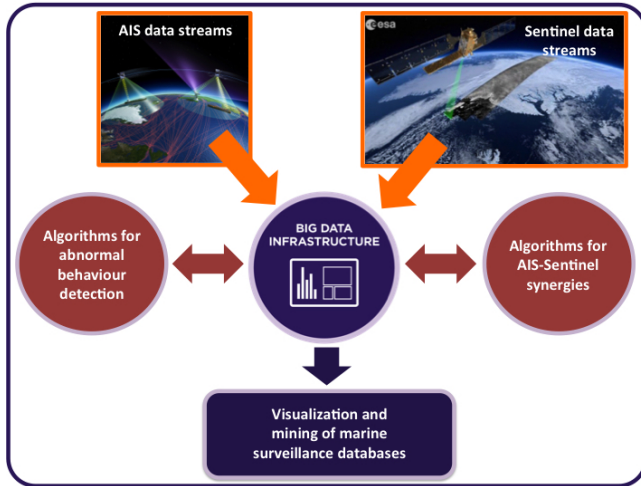 AIS data streams
esa
Sentinel data
streams
BIG DATA
INFRASTRUCTURE
Algorithms for
abnormal
behaviour
detection
Algorithms for
AIS-Sentinel
synergies
Visualization and
mining of marine
surveillance databases